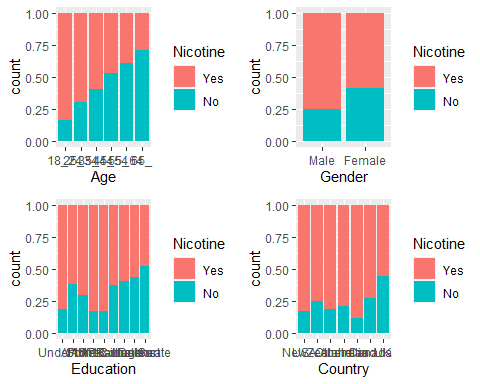 1.00
0.75
0.50
0.25
0.00
count
Age
Nicotine
Yes
No
1.00
0.75
0.50
0.25
0.00
count
Male Female
Gender
Nicotine
Yes
No
1.00
0.75
0.50
0.25
0.00
count
Education
Nicotine
Yes
No
1.00
0.75
0.50
0.25
0.00
count
Country
Nicotine
Yes
No